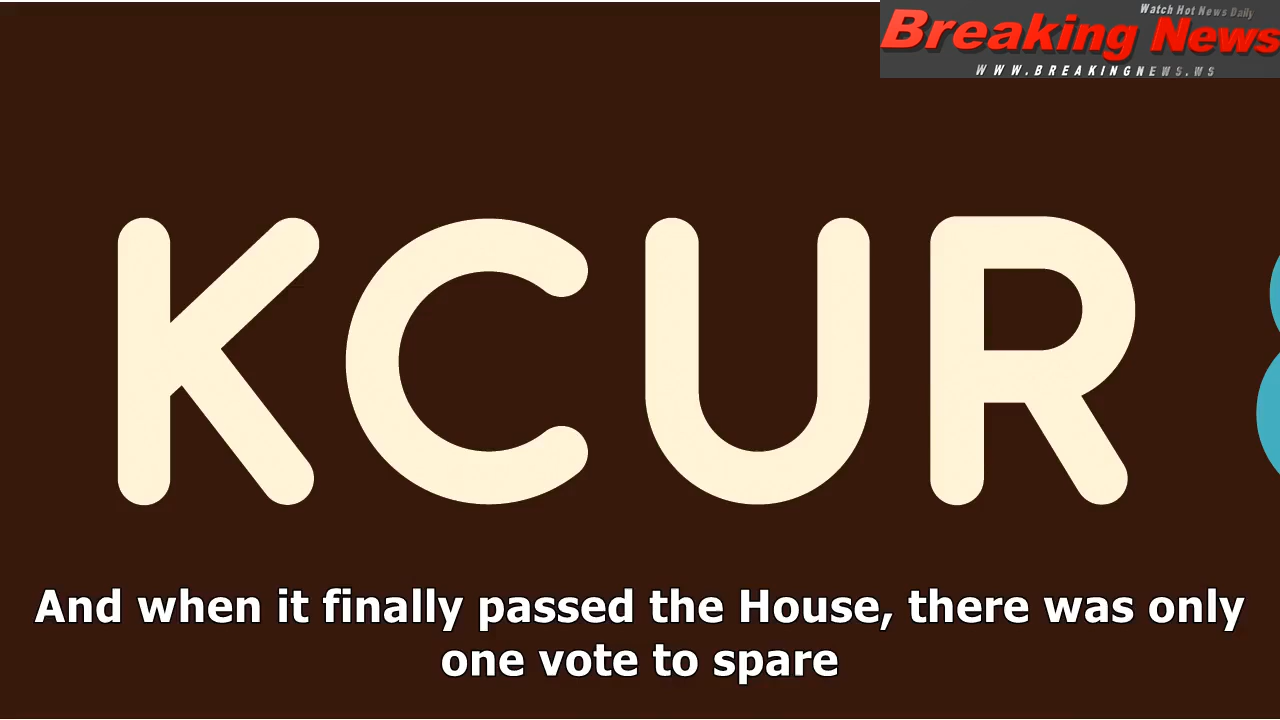 Watch Hot News Daily
Breaking News
WWW.BREAKINGNEWS.WS
KCUR
And when it finally passed the House, there was only
one vote to spare